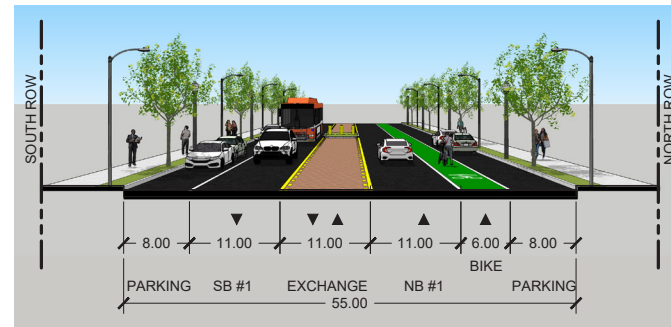 SOUTH ROW
NORTH ROW
8.00 11.00 11.00 11.00 6.00 8.00
BIKE
PARKING SB #1 EXCHANGE NB #1 PARKING
55.00